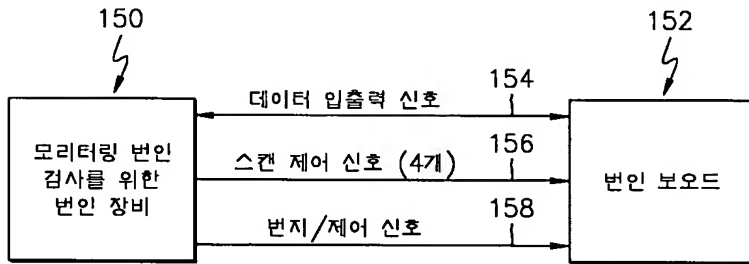 150
152
데이터 입출력 신호
154
모리터링 번인
검사를 위한
번인 장비
스캔 제어 신호 (4개)
156
번인 보오드
번지/제어 신호
158